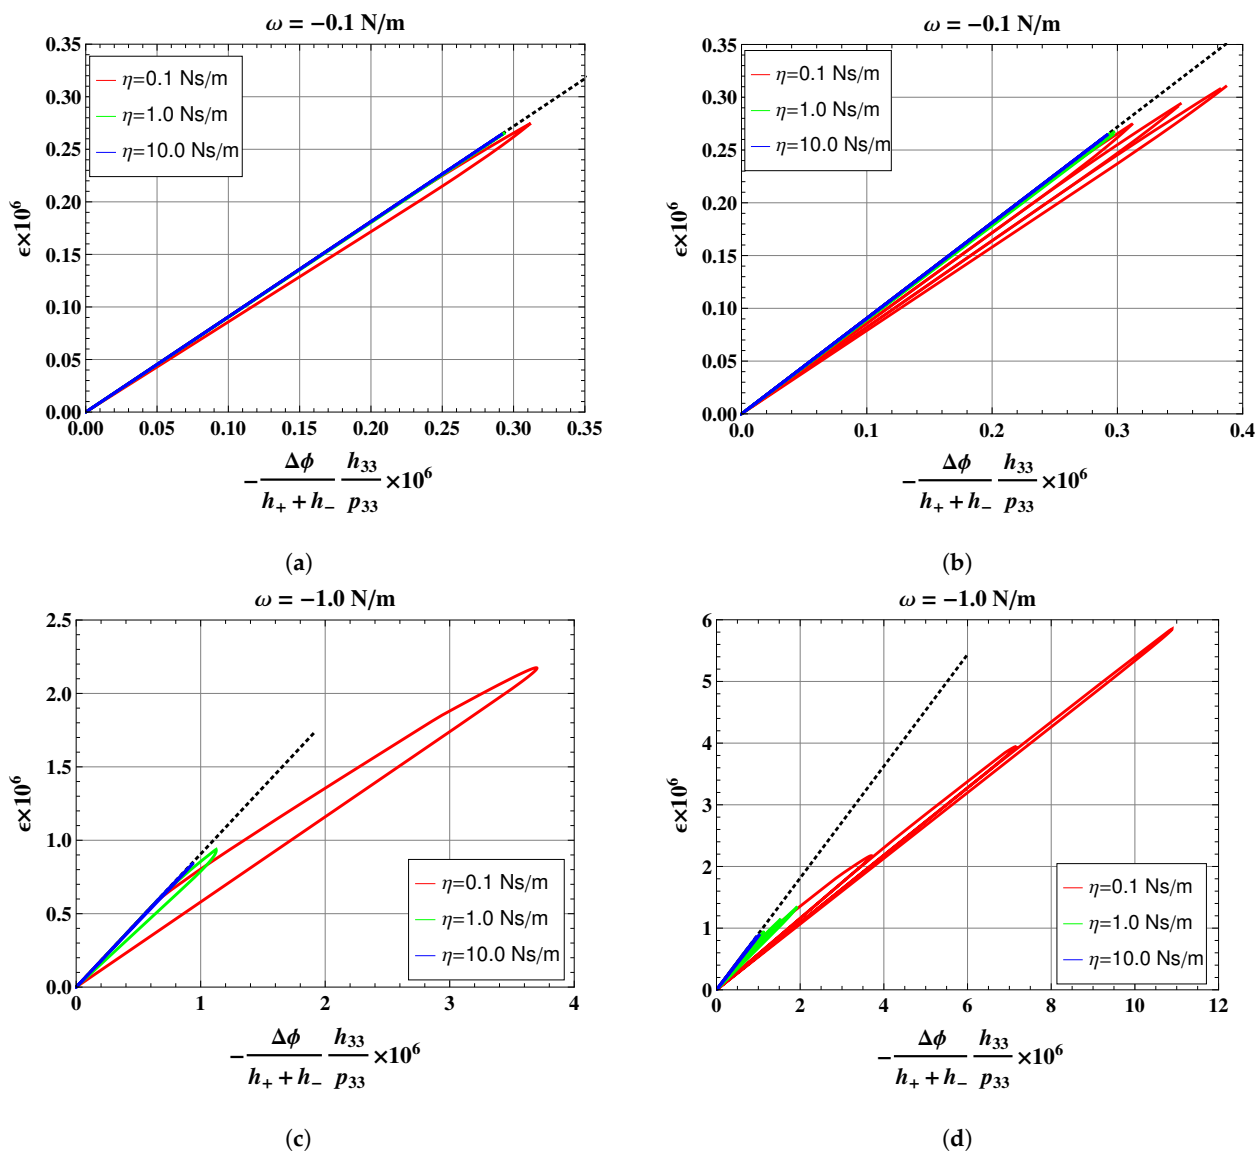 ω = −0.1 N/m
0.35
0.30
0.25
0.20
0.15
0.10
0.05
0.00
ϵ×10⁶
η=0.1 Ns/m
η=1.0 Ns/m
η=10.0 Ns/m
0.00 0.05 0.10 0.15 0.20 0.25 0.30 0.35
−Δϕ/(h₊ + h₋) h₃₃/p₃₃ ×10⁶
(a)
ω = −0.1 N/m
0.35
0.30
0.25
0.20
0.15
0.10
0.05
0.00
ϵ×10⁶
η=0.1 Ns/m
η=1.0 Ns/m
η=10.0 Ns/m
0.0 0.1 0.2 0.3 0.4
−Δϕ/(h₊ + h₋) h₃₃/p₃₃ ×10⁶
(b)
ω = −1.0 N/m
2.5
2.0
1.5
1.0
0.5
0.0
ϵ×10⁶
η=0.1 Ns/m
η=1.0 Ns/m
η=10.0 Ns/m
0 1 2 3 4
−Δϕ/(h₊ + h₋) h₃₃/p₃₃ ×10⁶
(c)
ω = −1.0 N/m
6
5
4
3
2
1
0
ϵ×10⁶
η=0.1 Ns/m
η=1.0 Ns/m
η=10.0 Ns/m
0 2 4 6 8 10 12
−Δϕ/(h₊ + h₋) h₃₃/p₃₃ ×10⁶
(d)